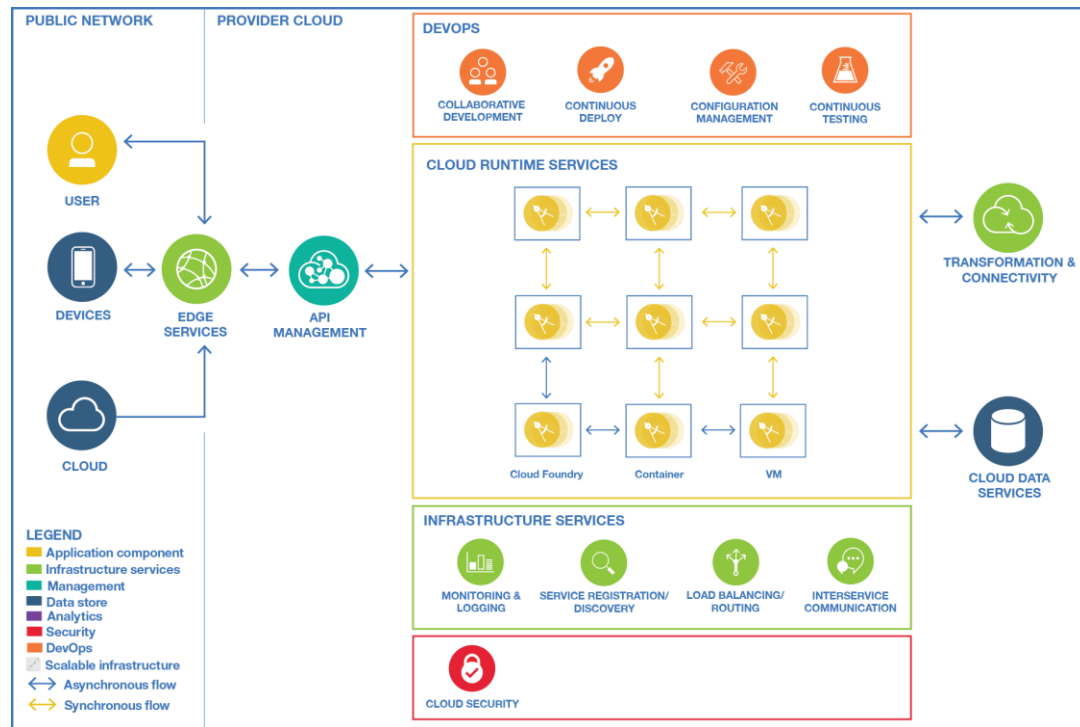 PUBLIC NETWORK
PROVIDER CLOUD
DEVOPS
COLLABORATIVE
DEVELOPMENT
CONTINUOUS
DEPLOY
CONFIGURATION
MANAGEMENT
CONTINUOUS
TESTING
CLOUD RUNTIME SERVICES
USER
DEVICES
EDGE
SERVICES
API
MANAGEMENT
CLOUD
Cloud Foundry
Container
VM
TRANSFORMATION &
CONNECTIVITY
CLOUD DATA
SERVICES
INFRASTRUCTURE SERVICES
MONITORING &
LOGGING
SERVICE REGISTRATION/
DISCOVERY
LOAD BALANCING/
ROUTING
INTERSERVICE
COMMUNICATION
CLOUD SECURITY
LEGEND
Application component
Infrastructure services
Management
Data store
Analytics
Security
DevOps
Scalable infrastructure
Asynchronous flow
Synchronous flow